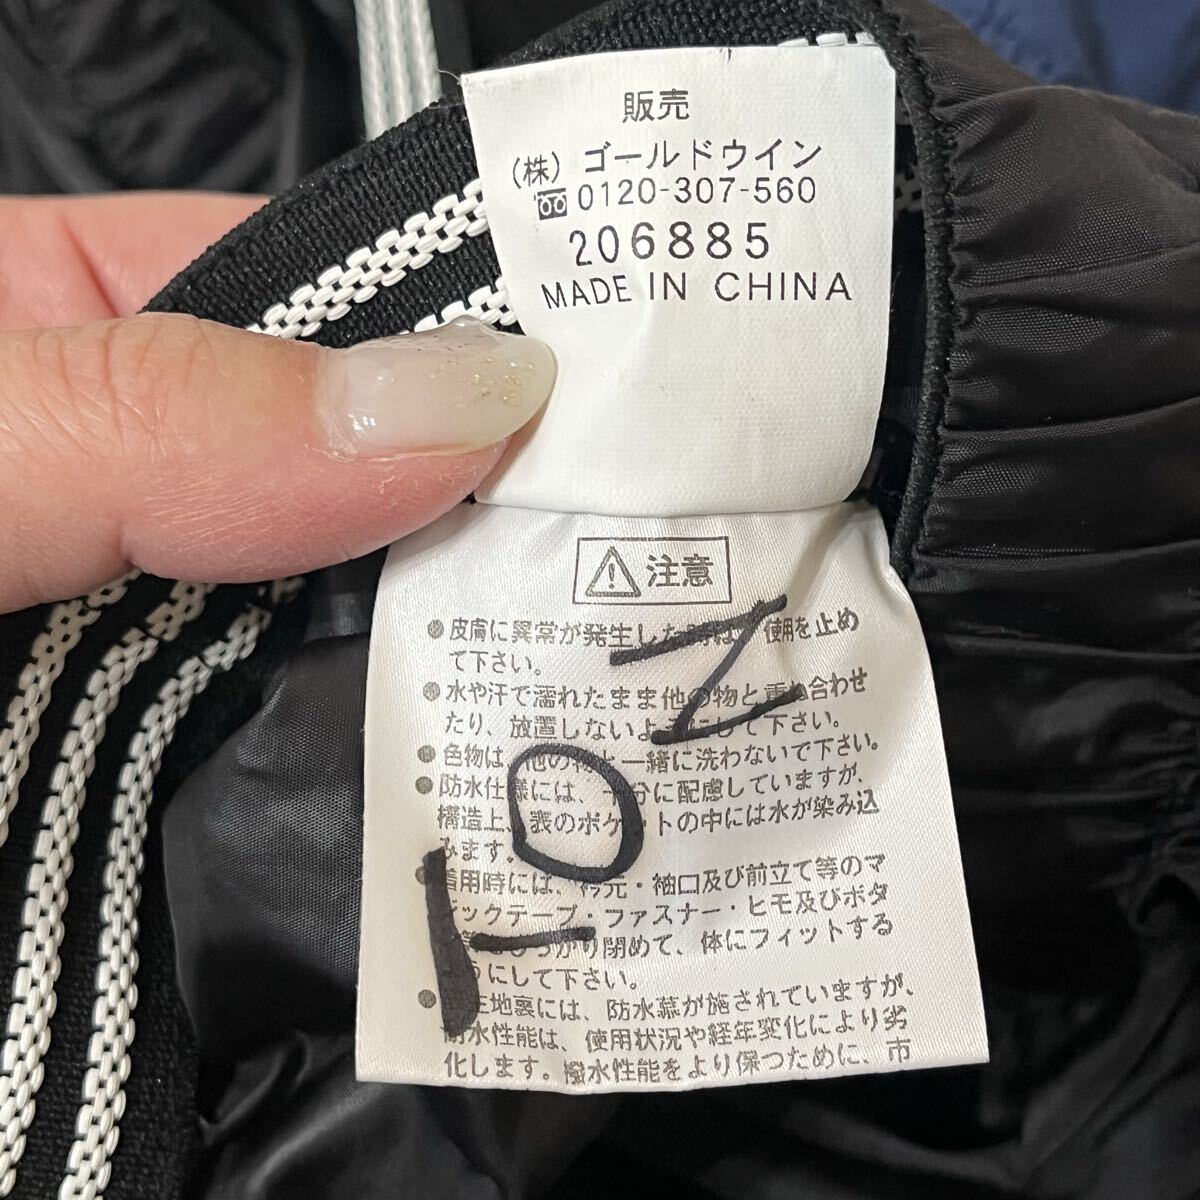 販売
(株) ゴールドウイン
0120-307-560
206885
MADE IN CHINA
注意
●皮膚に異常が発生した時は、使用を止め
て下さい。
●水や汗で濡れたまま他の物と重ね合わせ
たり、放置しないようにして下さい。
●色物は、他の物と一緒に洗わないで下さい。
●防水仕様には、十分に配慮していますが、
構造上、表のポケットの中には水が染み込
みます。
着用時には、衿元・袖口及び前立て等のマ
ジックテープ・ファスナー・ヒモ及びボタ
しっかり閉めて、体にフィットする
ようにして下さい。
●生地裏には、防水幕が施されていますが、
耐水性能は、使用状況や経年変化により劣
化します。撥水性能をより保つために、市
トロマ